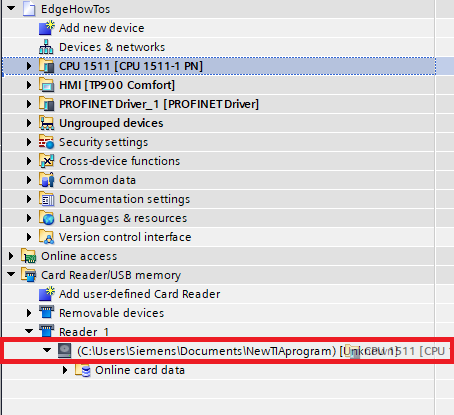 EdgeHowTos
Add new device
Devices & networks
CPU 1511 [CPU 1511-1 PN]
HMI [TP900 Comfort]
PROFINET Driver_1 [PROFINET Driver]
Ungrouped devices
Security settings
Cross-device functions
Common data
Documentation settings
Languages & resources
Version control interface
Online access
Card Reader/USB memory
Add user-defined Card Reader
Removable devices
Reader_1
(C:\Users\Siemens\Documents\NewTIAprogram) [Unknown] CPU 1511 [CPU
Online card data